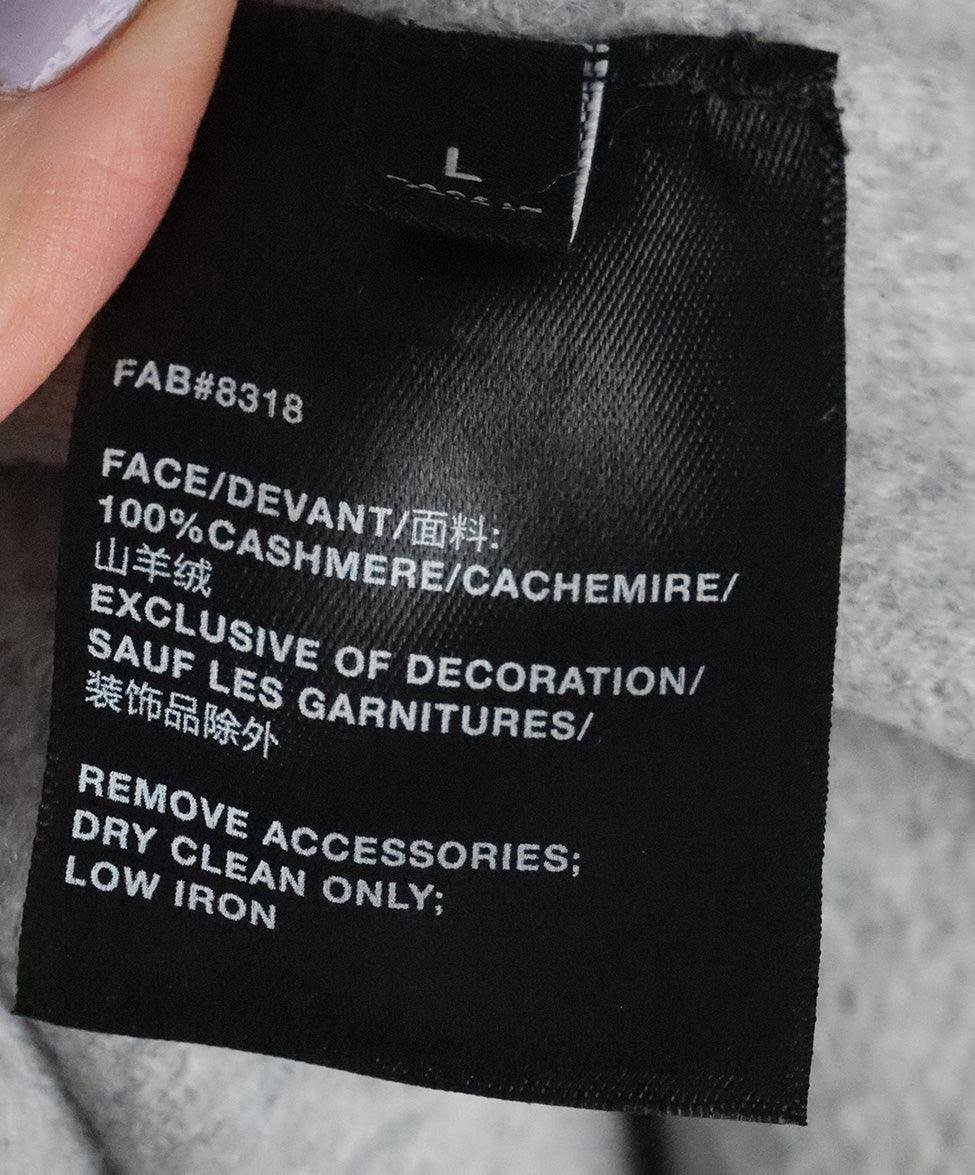 L
FAB#8318
FACE/DEVANT/面料:
100%CASHMERE/CACHEMIRE/
山羊绒
EXCLUSIVE OF DECORATION/
SAUF LES GARNITURES/
装饰品除外
REMOVE ACCESSORIES;
DRY CLEAN ONLY;
LOW IRON